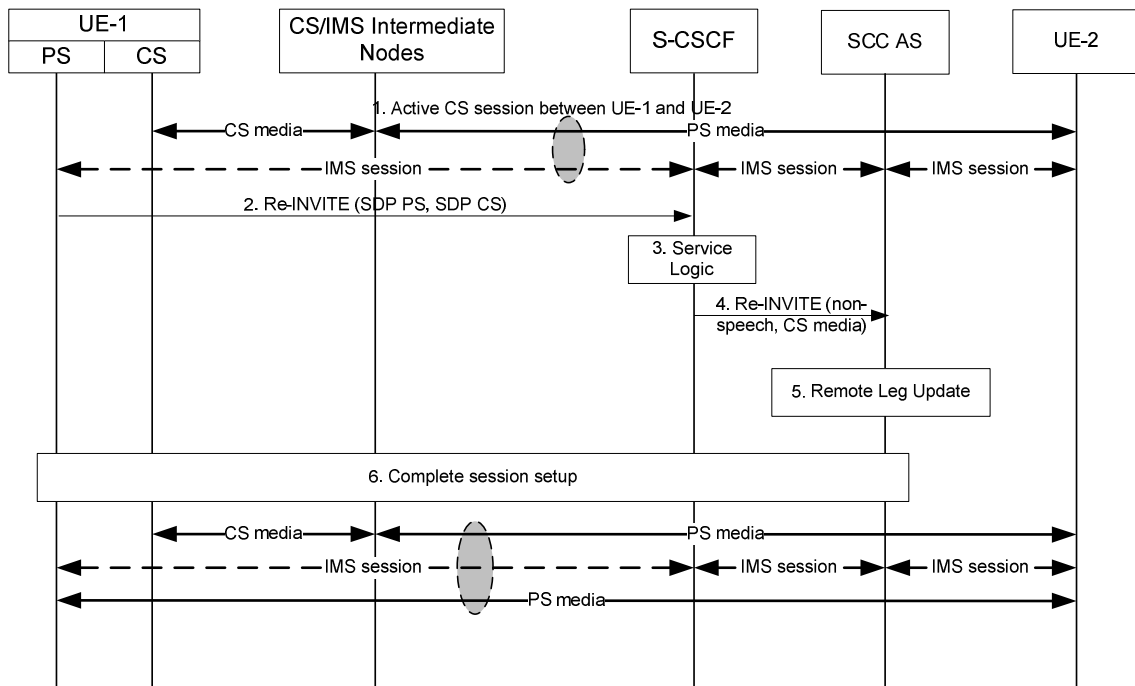 UE-1
PS
CS
CS/IMS Intermediate
Nodes
S-CSCF
SCC AS
UE-2
1. Active CS session between UE-1 and UE-2
CS media
PS media
IMS session
IMS session
IMS session
2. Re-INVITE (SDP PS, SDP CS)
3. Service
Logic
4. Re-INVITE (non-
speech, CS media)
5. Remote Leg Update
6. Complete session setup
CS media
PS media
IMS session
IMS session
IMS session
PS media